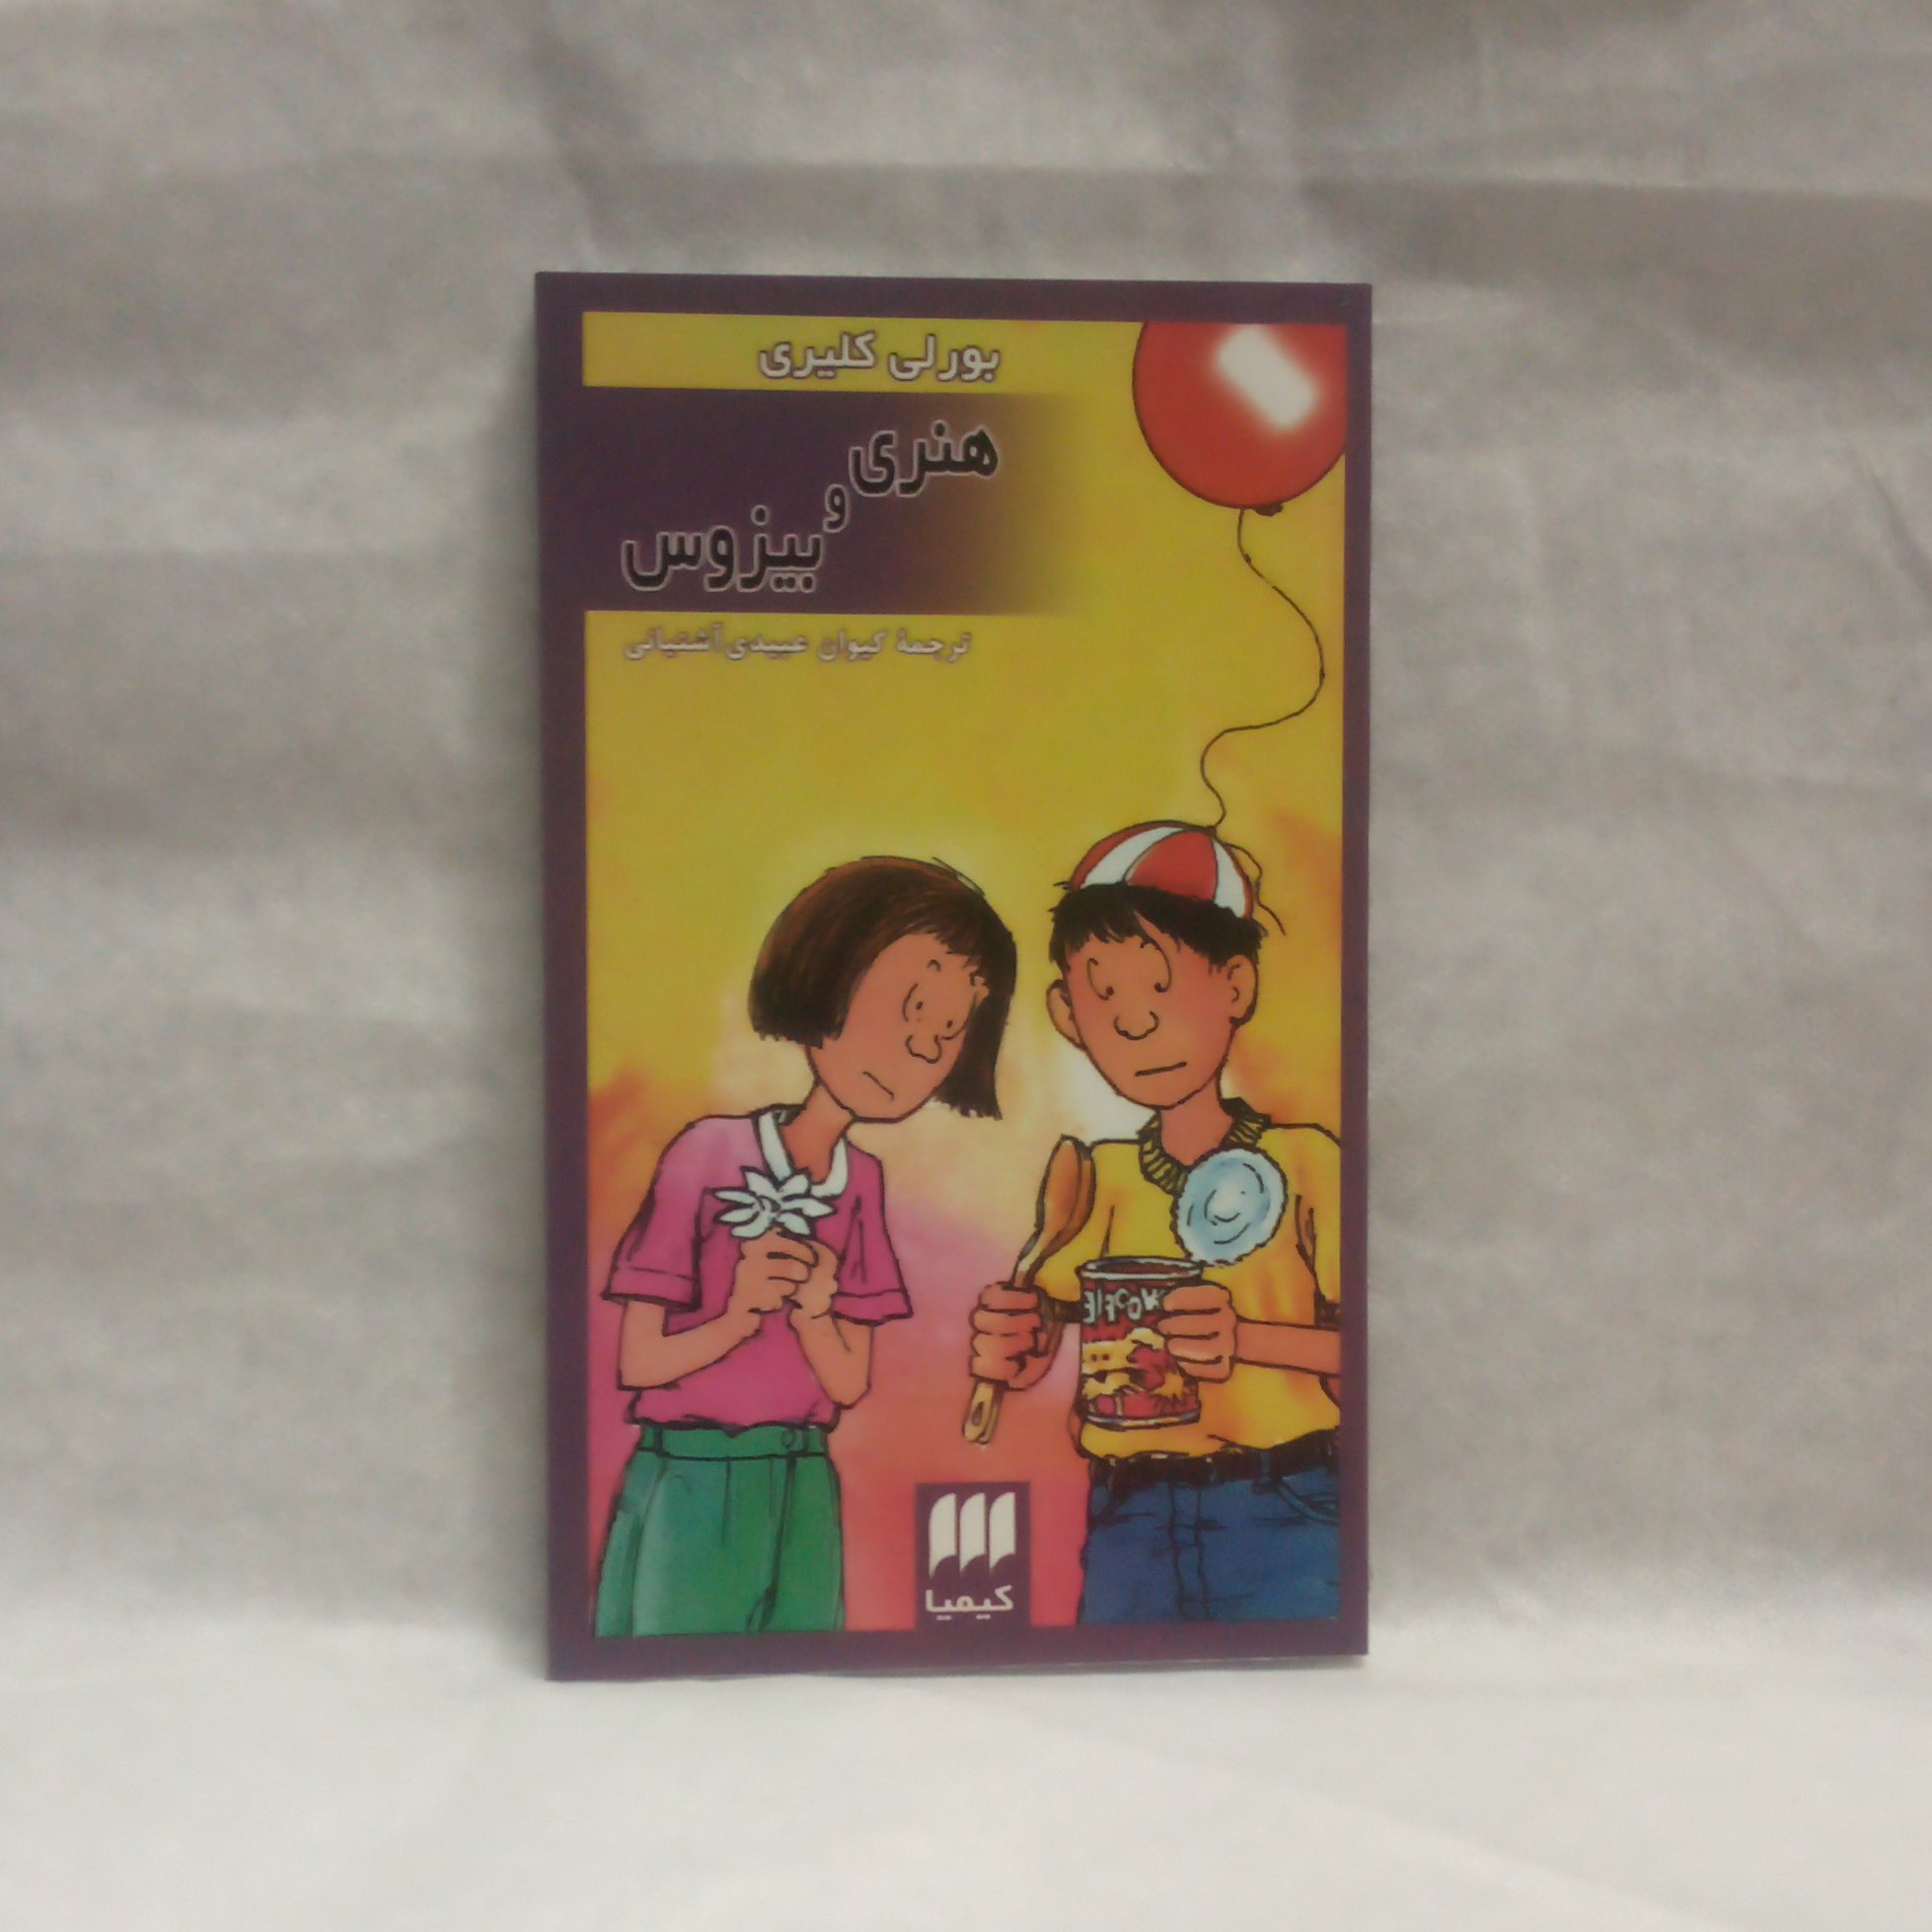 بورلی کلیری
هنری
و
بیزوس
ترجمهٔ کیوان عبیدی آشتیانی
کیمیا